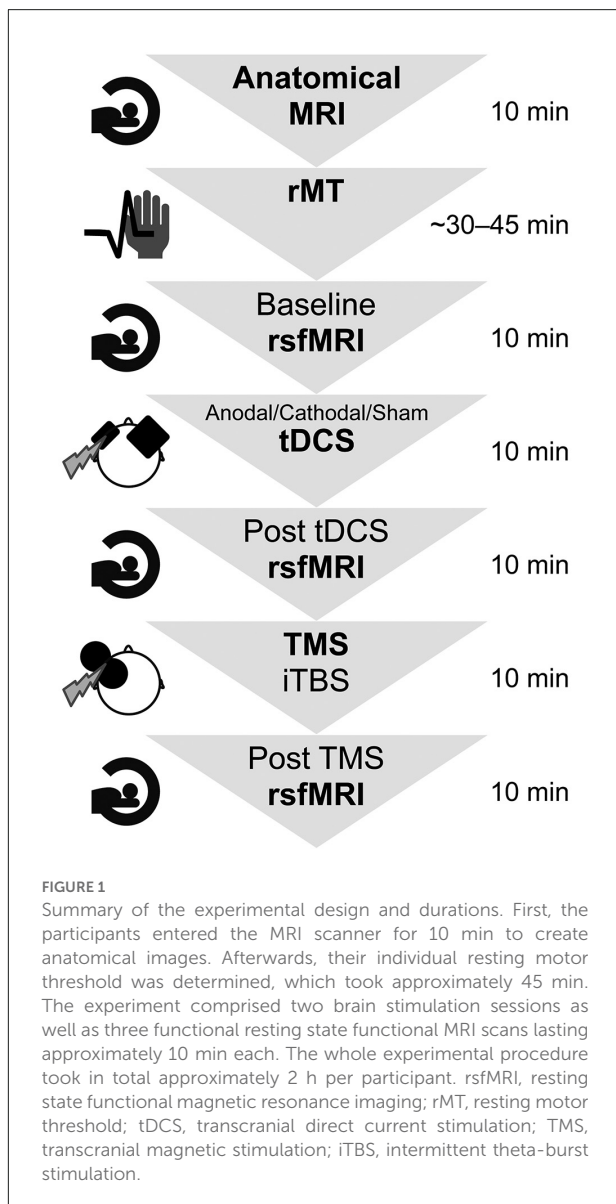 Anatomical
MRI
10 min
rMT
~30–45 min
Baseline
rsfMRI
10 min
Anodal/Cathodal/Sham
tDCS
10 min
Post tDCS
rsfMRI
10 min
TMS
iTBS
10 min
Post TMS
rsfMRI
10 min
FIGURE 1
Summary of the experimental design and durations. First, the
participants entered the MRI scanner for 10 min to create
anatomical images. Afterwards, their individual resting motor
threshold was determined, which took approximately 45 min.
The experiment comprised two brain stimulation sessions as
well as three functional resting state functional MRI scans lasting
approximately 10 min each. The whole experimental procedure
took in total approximately 2 h per participant. rsfMRI, resting
state functional magnetic resonance imaging; rMT, resting motor
threshold; tDCS, transcranial direct current stimulation; TMS,
transcranial magnetic stimulation; iTBS, intermittent theta-burst
stimulation.